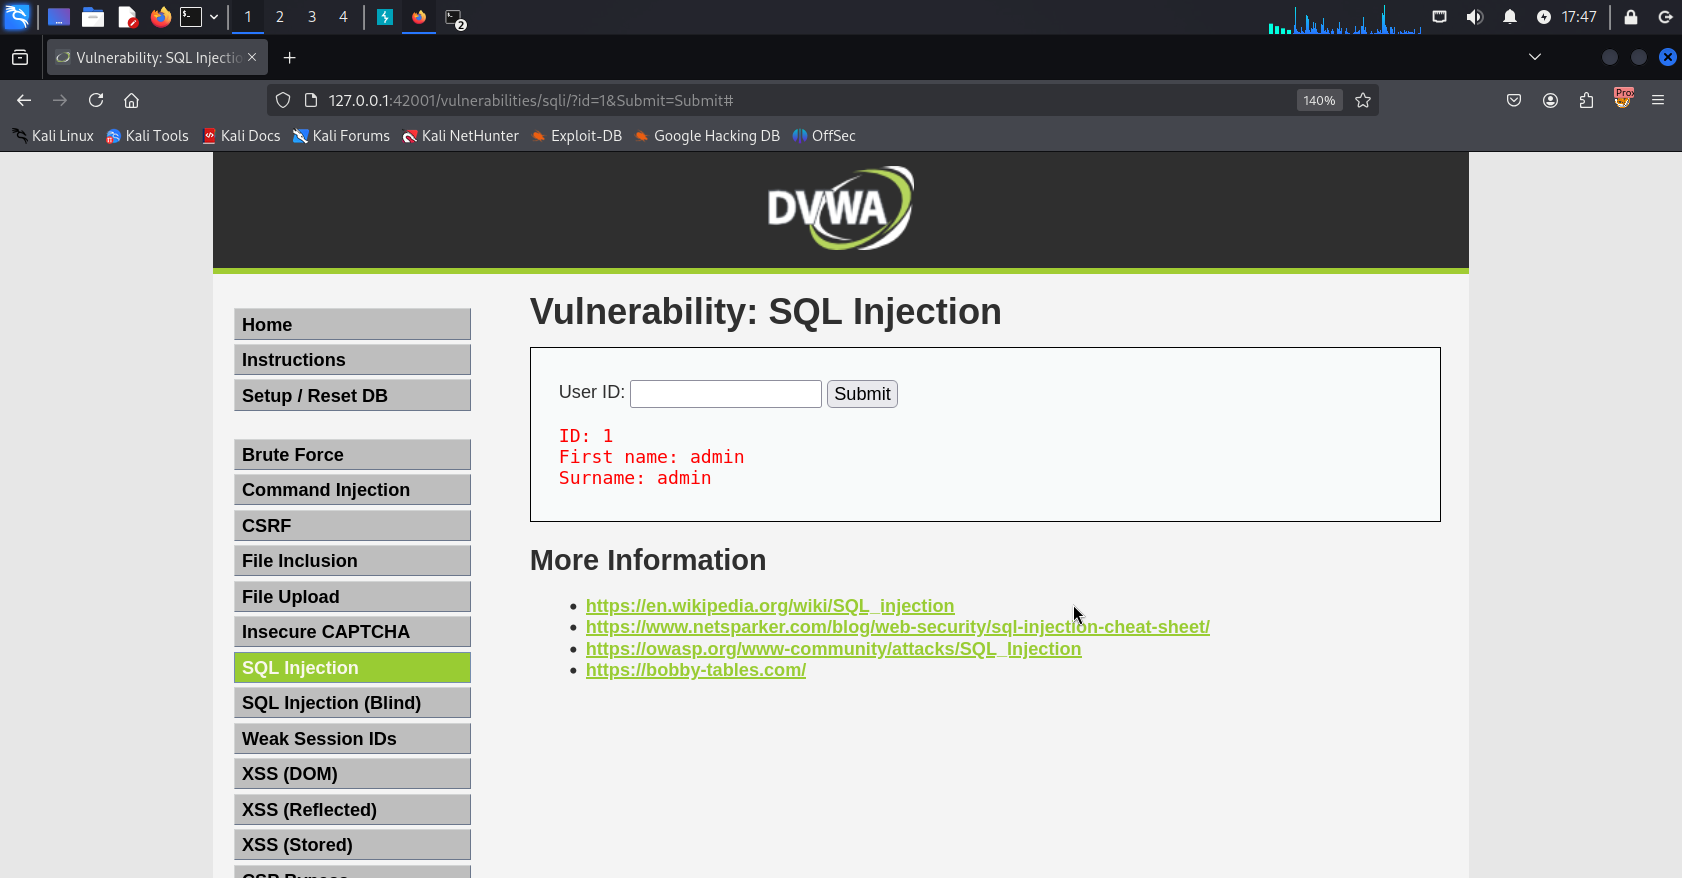 1 2 3 4 2 17:47
Vulnerability: SQL Injectio
127.0.0.1:42001/vulnerabilities/sqli/?id=1&Submit=Submit# 140% Prox
Kali Linux Kali Tools Kali Docs Kali Forums Kali NetHunter Exploit-DB Google Hacking DB OffSec
DVWA
Home
Instructions
Setup / Reset DB
Brute Force
Command Injection
CSRF
File Inclusion
File Upload
Insecure CAPTCHA
SQL Injection
SQL Injection (Blind)
Weak Session IDs
XSS (DOM)
XSS (Reflected)
XSS (Stored)
CSP Bypass
Vulnerability: SQL Injection
User ID: Submit
ID: 1
First name: admin
Surname: admin
More Information
https://en.wikipedia.org/wiki/SQL_injection
https://www.netsparker.com/blog/web-security/sql-injection-cheat-sheet/
https://owasp.org/www-community/attacks/SQL_Injection
https://bobby-tables.com/